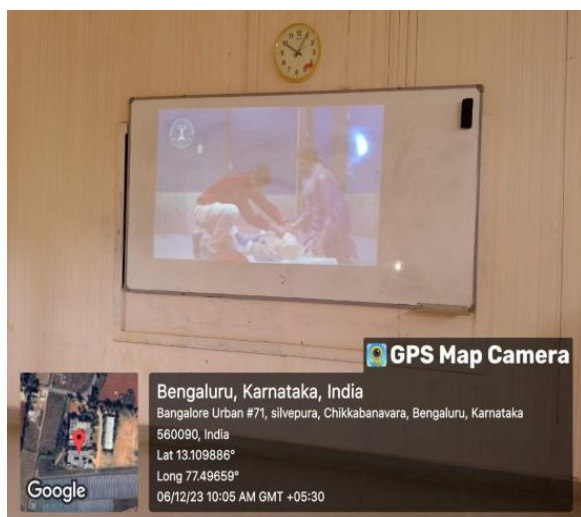 GPS Map Camera
Bengaluru, Karnataka, India
Bangalore Urban #71, silvepura, Chikkabanavara, Bengaluru, Karnataka
560090, India
Lat 13.109886°
Long 77.49659°
06/12/23 10:05 AM GMT +05:30
Google